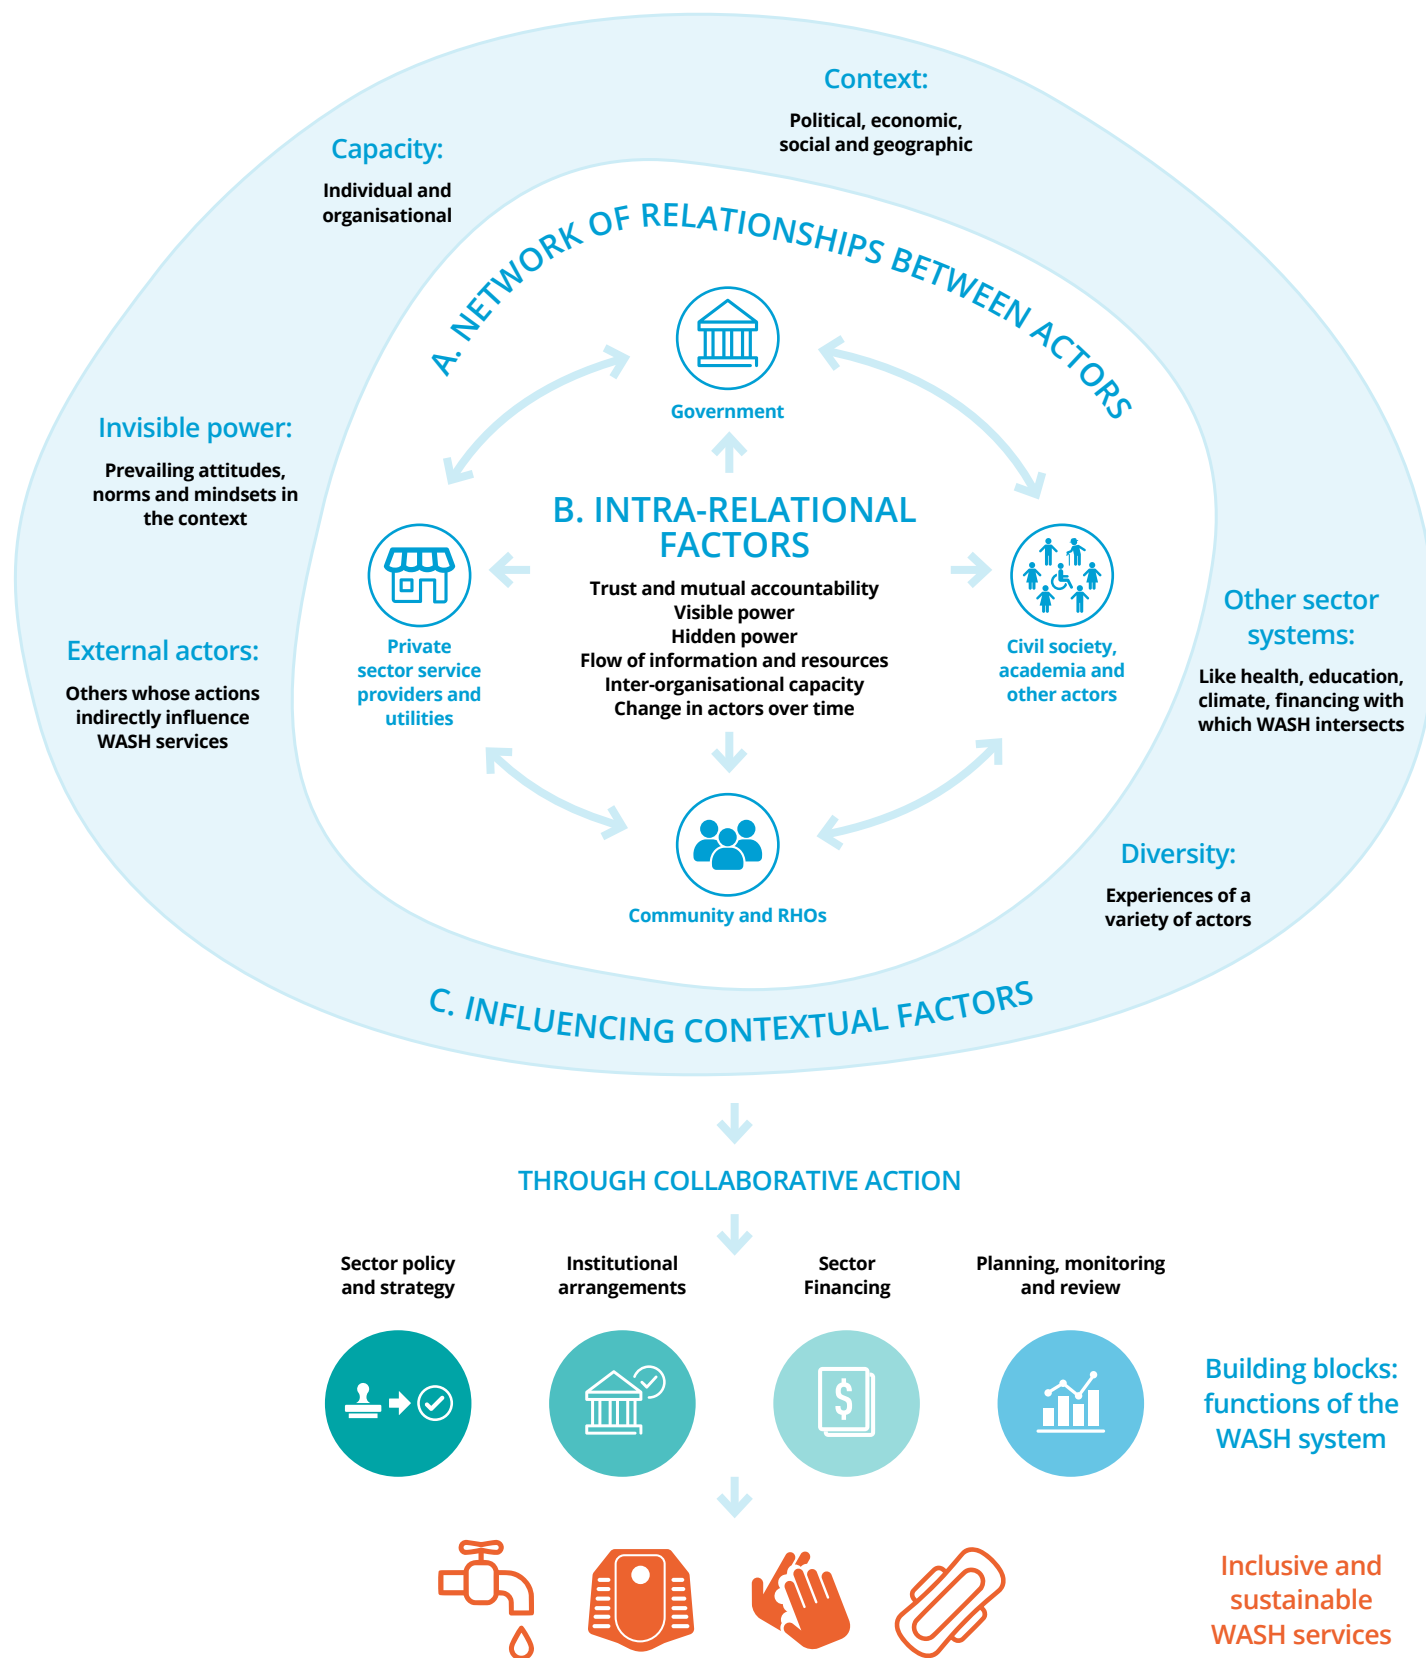 Context:
Political, economic,
social and geographic
Capacity:
Individual and
organisational
A. NETWORK OF RELATIONSHIPS BETWEEN ACTORS
Government
Invisible power:
Prevailing attitudes,
norms and mindsets in
the context
B. INTRA-RELATIONAL
FACTORS
Trust and mutual accountability
Visible power
Hidden power
Flow of information and resources
Inter-organisational capacity
Change in actors over time
Private
sector service
providers and
utilities
Civil society,
academia and
other actors
Other sector
systems:
Like health, education,
climate, financing with
which WASH intersects
External actors:
Others whose actions
indirectly influence
WASH services
Diversity:
Experiences of a
variety of actors
Community and RHOs
C. INFLUENCING CONTEXTUAL FACTORS
THROUGH COLLABORATIVE ACTION
Sector policy
and strategy
Institutional
arrangements
Sector
Financing
Planning, monitoring
and review
$
Building blocks:
functions of the
WASH system
Inclusive and
sustainable
WASH services